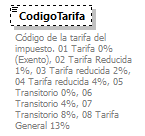 CodigoTarifa
Código de la tarifa del
impuesto. 01 Tarifa 0%
(Exento), 02 Tarifa Reducida
1%, 03 Tarifa reducida 2%,
04 Tarifa reducida 4%, 05
Transitorio 0%, 06
Transitorio 4%, 07
Transitorio 8%, 08 Tarifa
General 13%